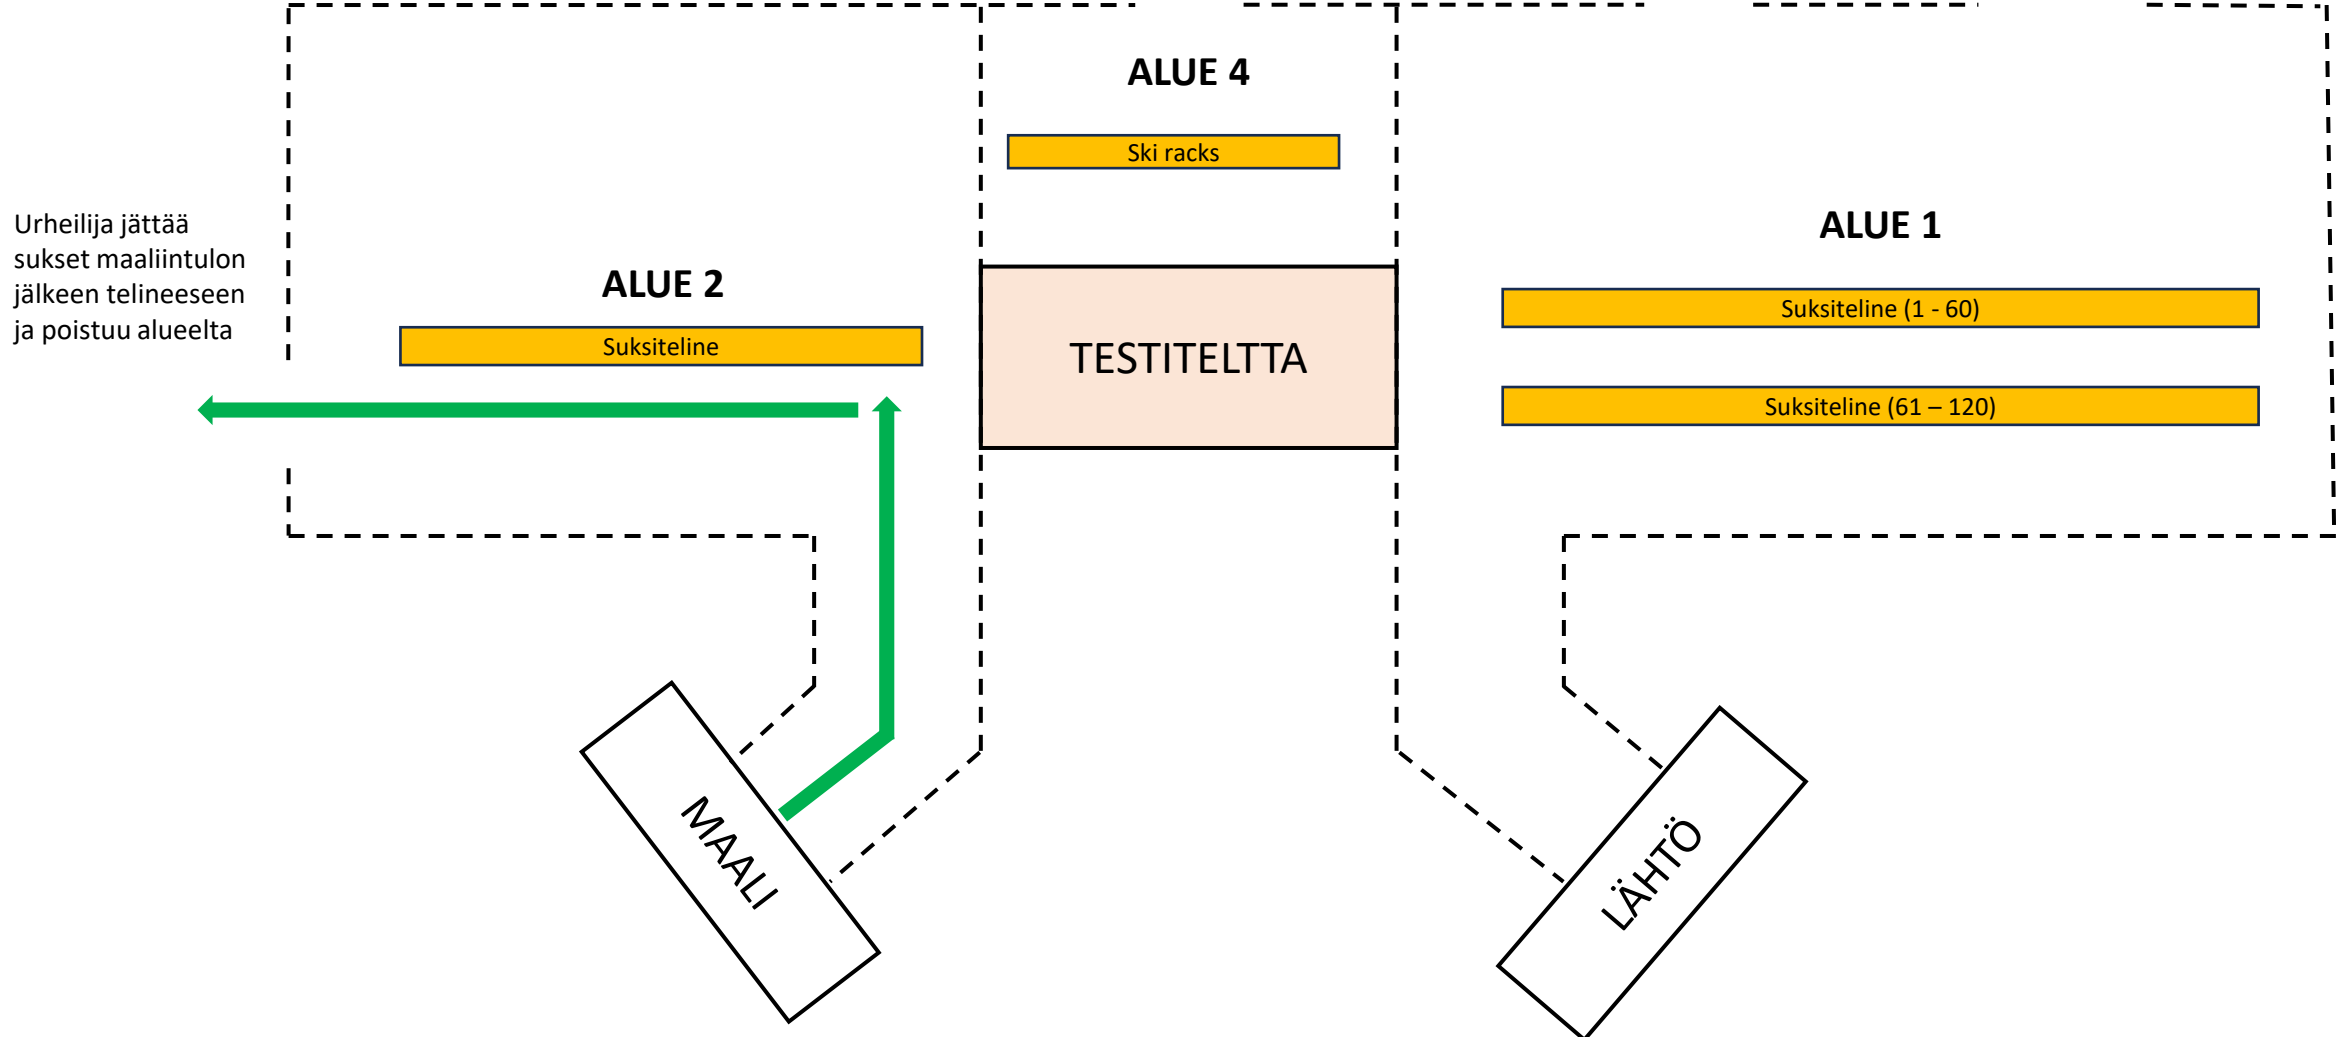 ALUE 4
Ski racks
Urheilija jättää
sukset maaliintulon
jälkeen telineeseen
ja poistuu alueelta
ALUE 2
Suksiteline
TESTITELTTA
ALUE 1
Suksiteline (1 - 60)
Suksiteline (61 – 120)
MAALI
LÄHTÖ